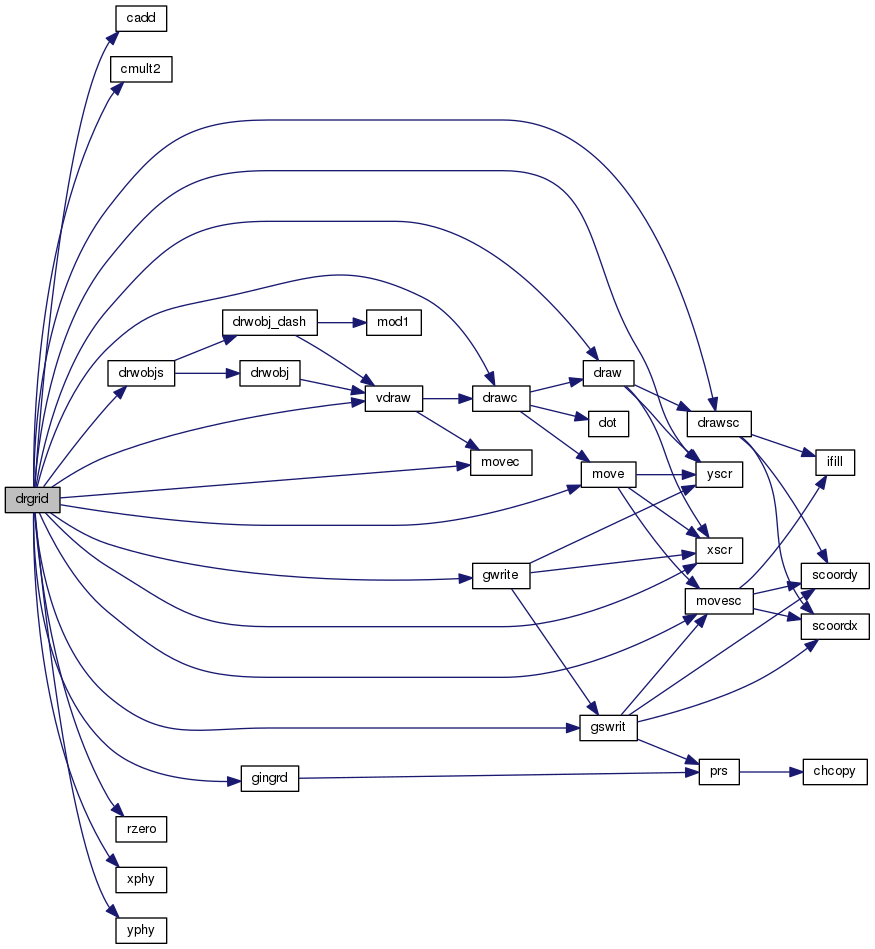 cadd
cmult2
drwobj_dash
mod1
drwobjs
drwobj
draw
vdraw
drawc
drawsc
dot
movec
ifill
move
yscr
drgrid
xscr
gwrite
scoordy
movesc
scoordx
gswrit
gingrd
prs
chcopy
rzero
xphy
yphy